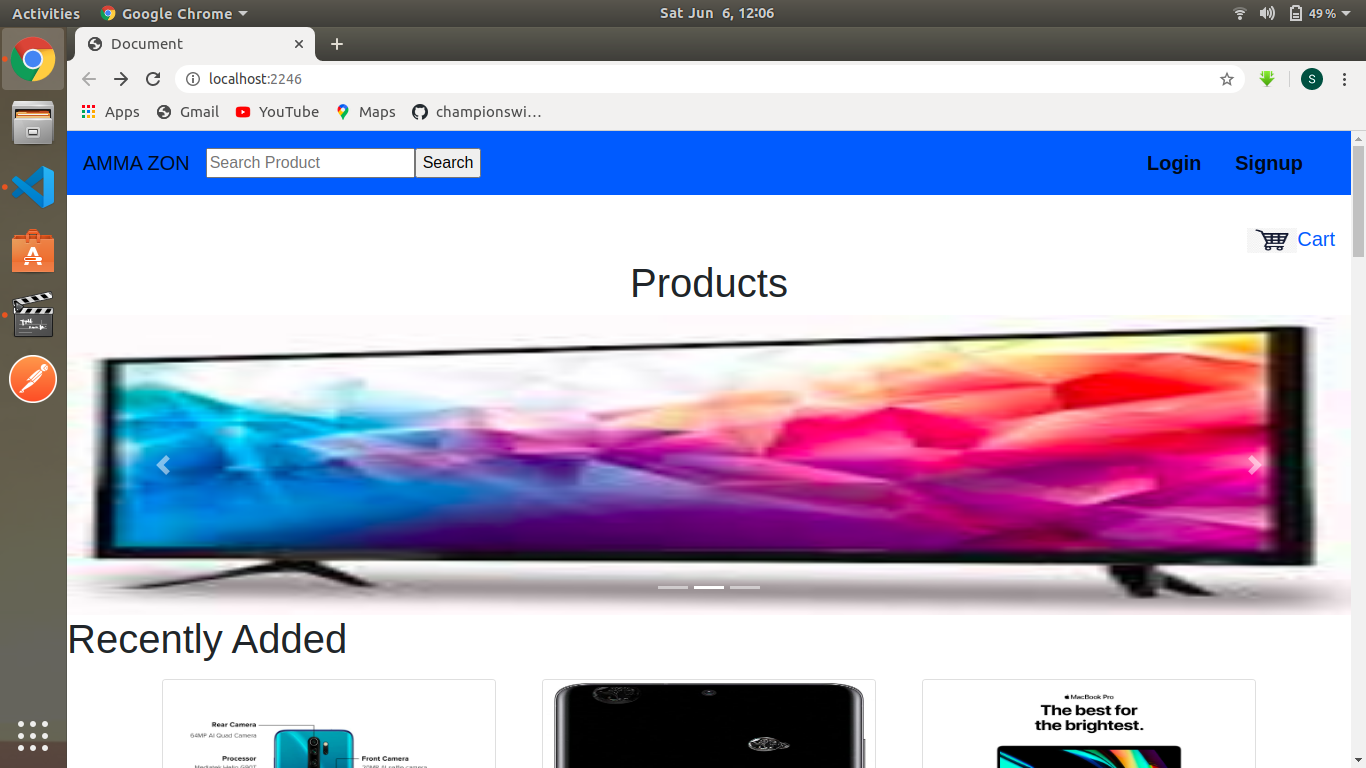 Activities Google Chrome Sat Jun 6, 12:06 49%
Document
localhost:2246 S
Apps Gmail YouTube Maps championswi…
AMMA ZON Search Product Search Login Signup
Cart
Products
Recently Added
Rear Camera
64MP AI Quad Camera
Processor
Front Camera
MacBook Pro
The best for
the brightest.